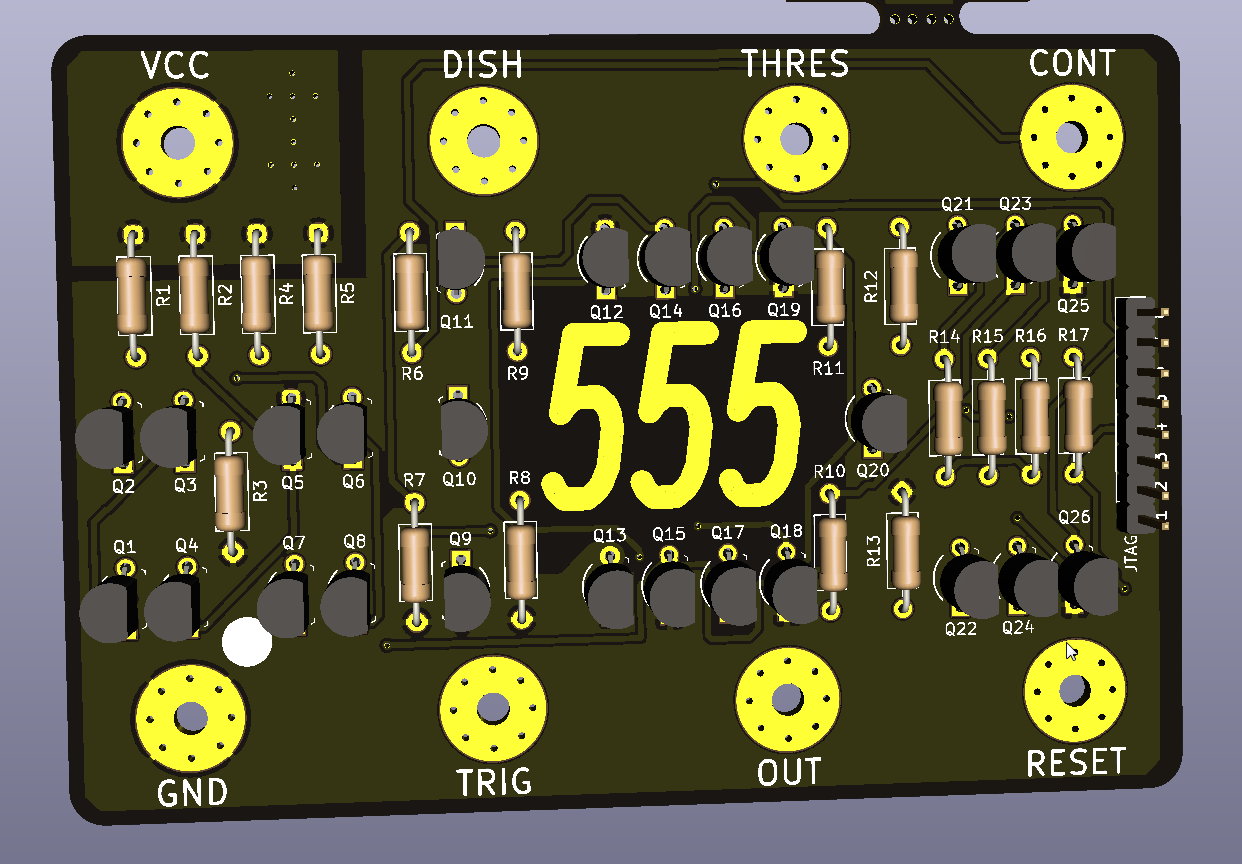 VCC DISH THRES CONT
Q21 Q23
R1 R2 R4 R5 Q11 Q12 Q14 Q16 Q19 R12 Q25
R6 R9 R11 R14 R15 R16 R17
555
Q2 Q3 Q5 Q6 Q10 Q20
R3 R7 R8 R10
4
3
2
1
Q1 Q4 Q7 Q8 Q9 Q13 Q15 Q17 Q18 R13 Q26
JTAG
Q22 Q24
GND TRIG OUT RESET